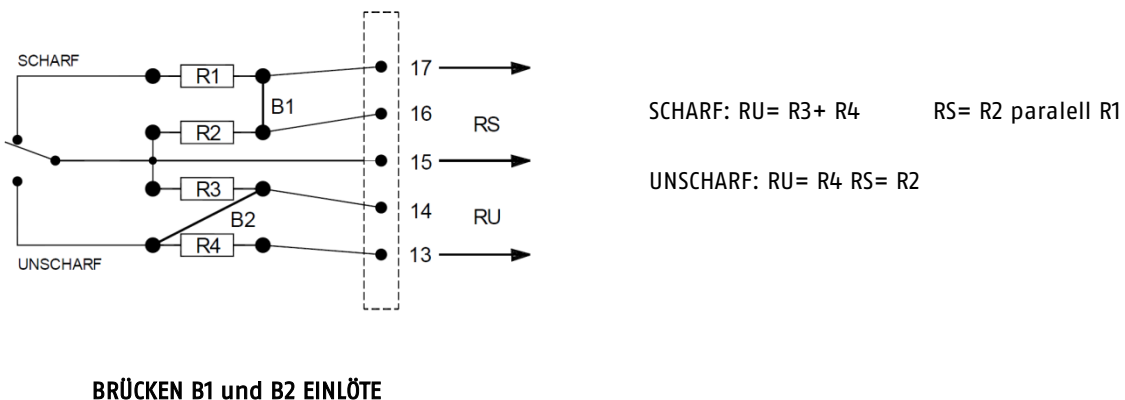 SCHARF
R1
17
B1
16
R2
RS
15
R3
14
B2
RU
R4
13
UNSCHARF
SCHARF: RU= R3+ R4 RS= R2 paralell R1
UNSCHARF: RU= R4 RS= R2
BRÜCKEN B1 und B2 EINLÖTE